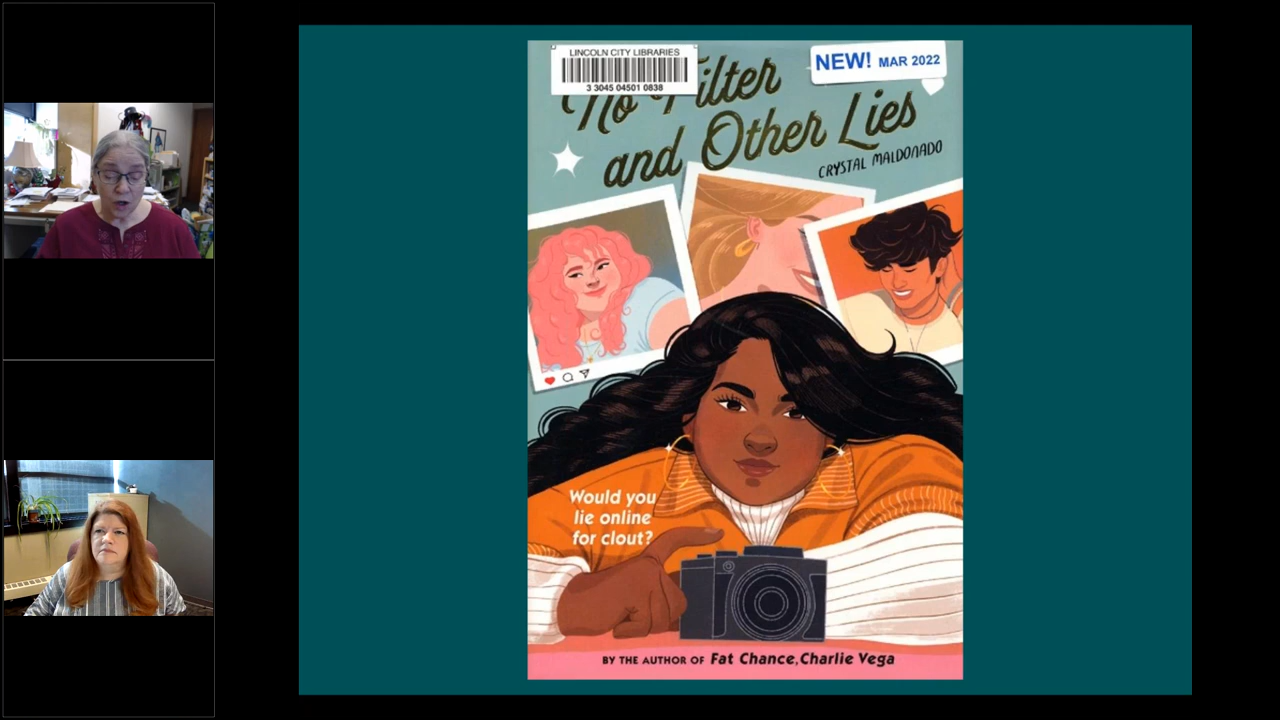 LINCOLN CITY LIBRARIES
3 3045 04501 0838
NEW! MAR 2022
No Filter
and Other Lies
CRYSTAL MALDONADO
Would you
lie online
for clout?
BY THE AUTHOR OF Fat Chance, Charlie Vega